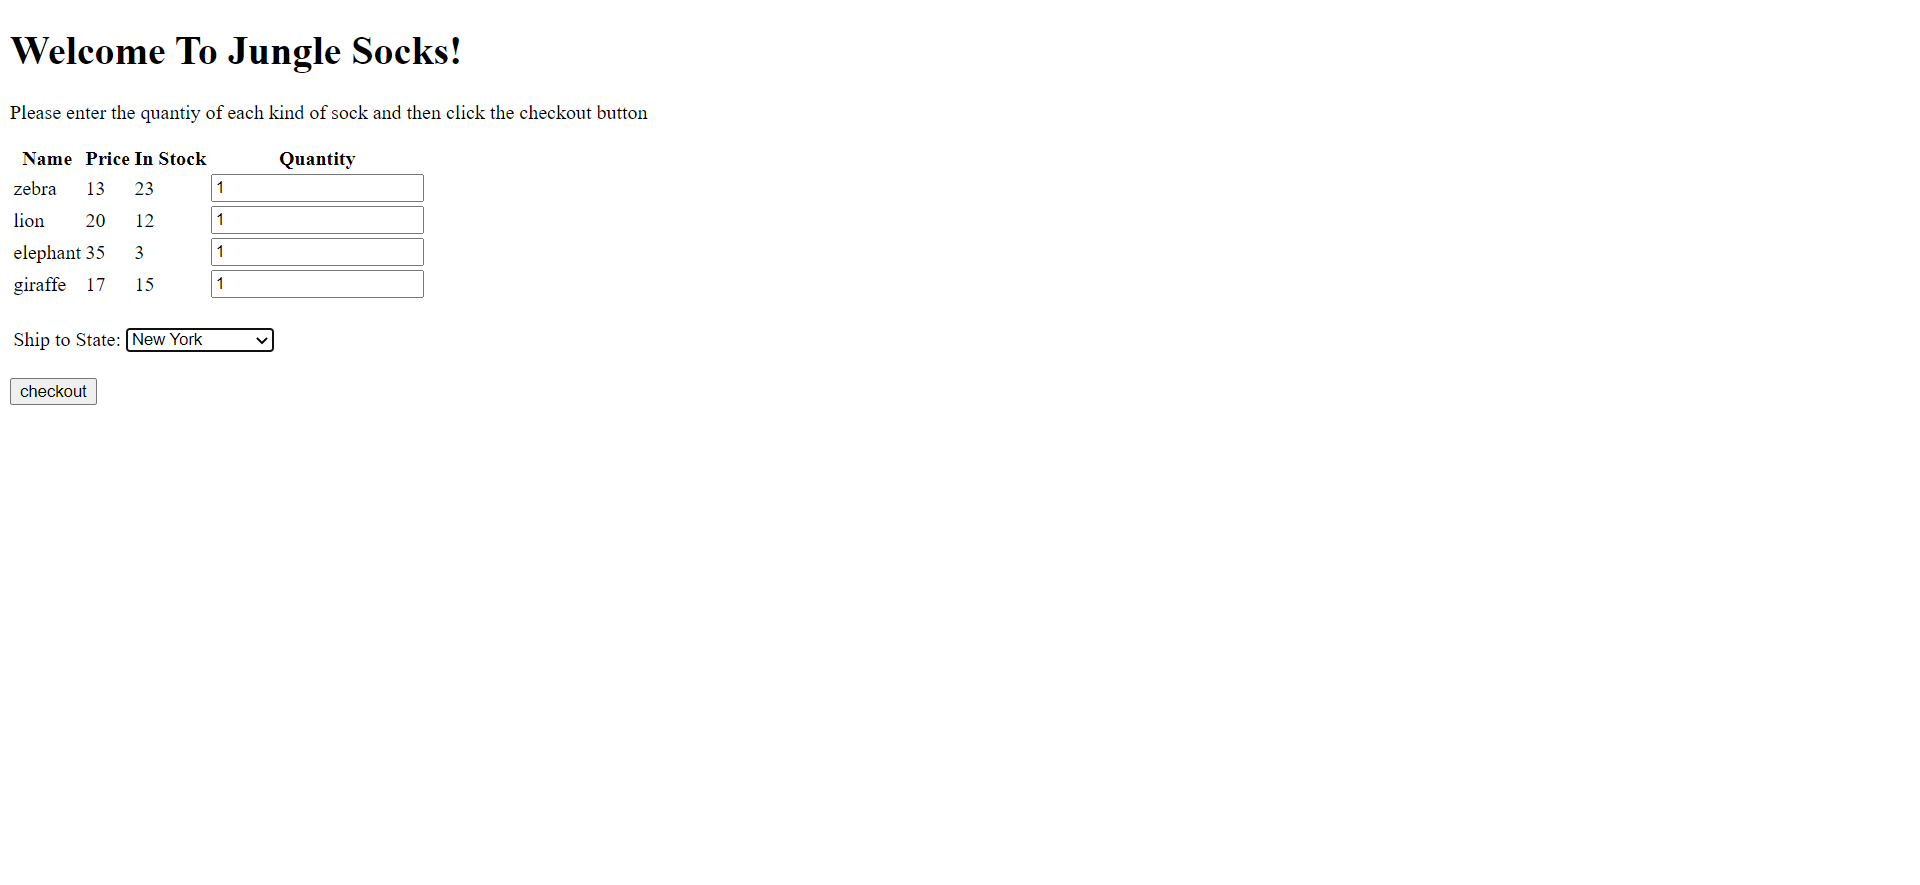 Welcome To Jungle Socks!
Please enter the quantiy of each kind of sock and then click the checkout button
Name Price In Stock Quantity
zebra 13 23 1
lion 20 12 1
elephant 35 3 1
giraffe 17 15 1
Ship to State: New York
checkout